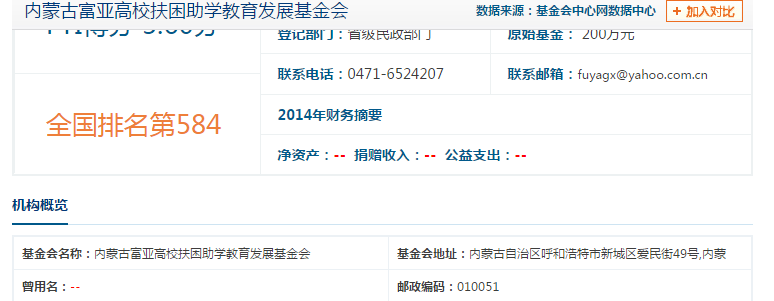 内蒙古富亚高校扶困助学教育发展基金会
数据来源：基金会中心网数据中心
+ 加入对比
登记部门：省级民政部门
原始基金： 200万元
联系电话：0471-6524207
联系邮箱：fuyagx@yahoo.com.cn
全国排名第584
2014年财务摘要
净资产：-- 捐赠收入：-- 公益支出：--
机构概览
基金会名称：内蒙古富亚高校扶困助学教育发展基金会
基金会地址：内蒙古自治区呼和浩特市新城区爱民街49号,内蒙
曾用名：--
邮政编码：010051